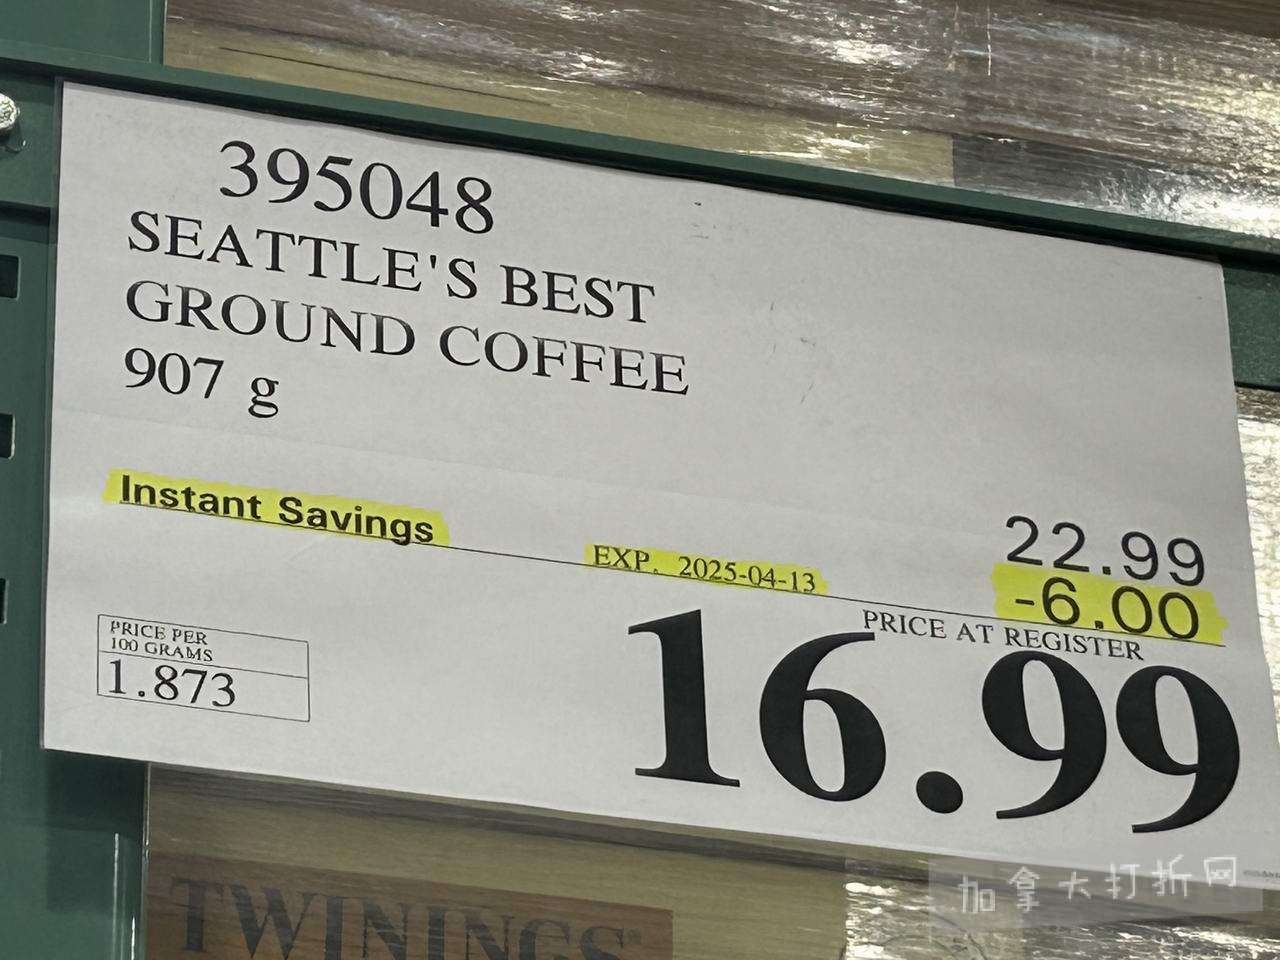 395048
SEATTLE'S BEST
GROUND COFFEE
907 g
Instant Savings
EXP. 2025-04-13
22.99
-6.00
PRICE AT REGISTER
16.99
PRICE PER
100 GRAMS
1.873
TWININGS
加拿大打折网